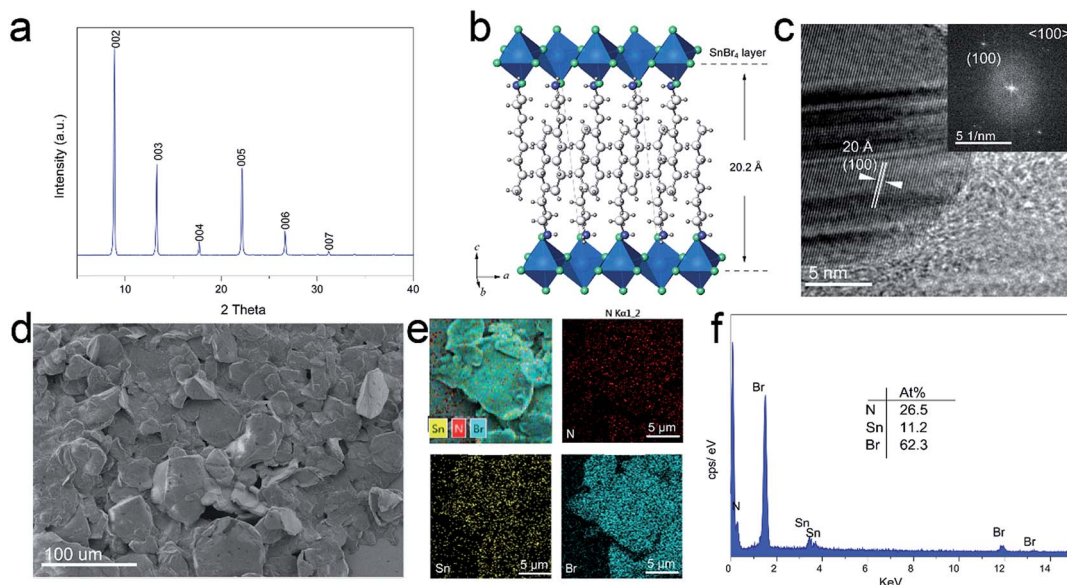 a
Intensity (a.u.)
002
003
004
005
006
007
10
20
30
40
2 Theta
b
SnBr4 layer
20.2 Å
c
a
b
c
<100>
(100)
5 1/nm
20 Å
(100)
5 nm
d
100 um
e
N Kα1_2
Sn N Br
N
5 µm
Sn
5 µm
Br
5 µm
f
cps/ eV
N
Br
Sn
Sn
Br
Br
At%
N 26.5
Sn 11.2
Br 62.3
0 2 4 6 8 10 12 14
KeV